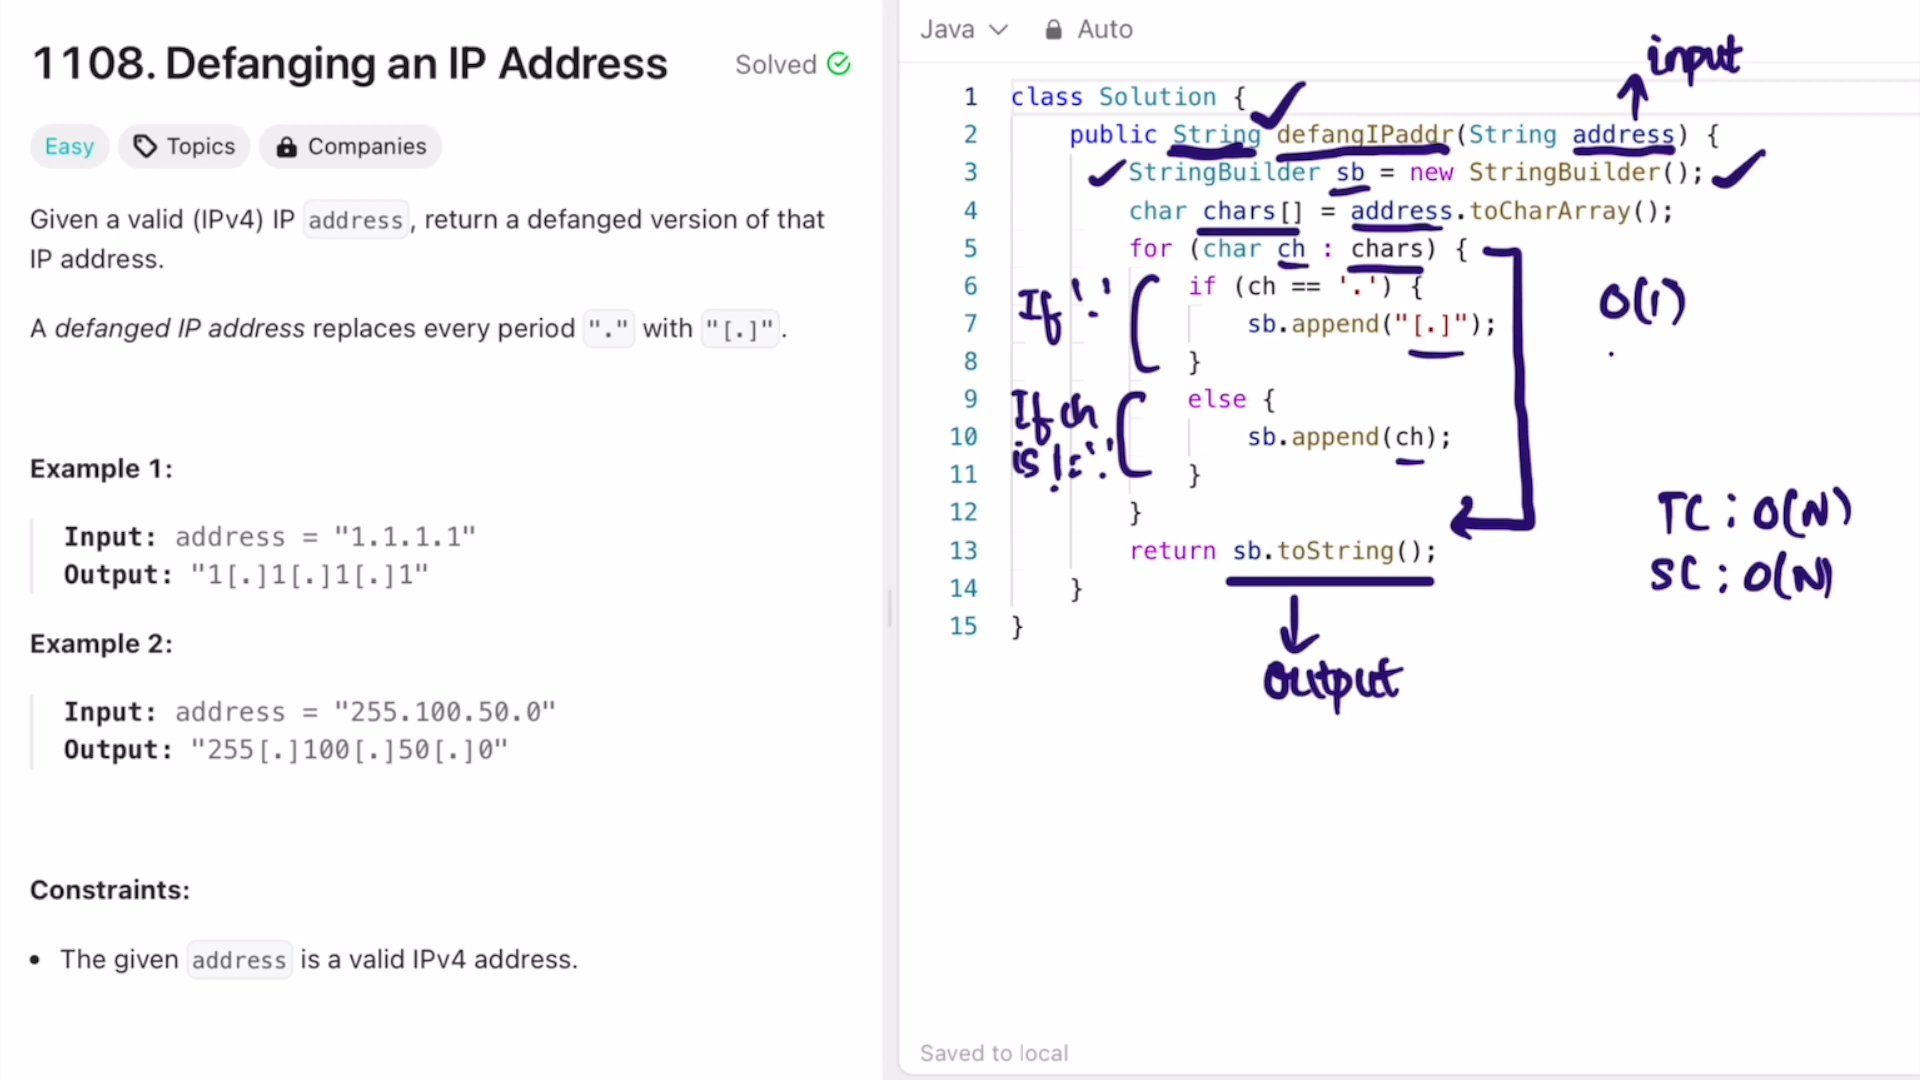 1108. Defanging an IP Address
Solved
Easy
Topics
Companies
Given a valid (IPv4) IP address, return a defanged version of that
IP address.
A defanged IP address replaces every period "." with "[.]".
Example 1:
Input: address = "1.1.1.1"
Output: "1[.]1[.]1[.]1"
Example 2:
Input: address = "255.100.50.0"
Output: "255[.]100[.]50[.]0"
Constraints:
• The given address is a valid IPv4 address.
Java
Auto
input
1 class Solution {
2 public String defangIPaddr(String address) {
3 StringBuilder sb = new StringBuilder();
4 char chars[] = address.toCharArray();
5 for (char ch : chars) {
6 if (ch == '.') {
7 sb.append("[.]");
8 }
9 else {
10 sb.append(ch);
11 }
12 }
13 return sb.toString();
14 }
15 }
If '.'
If ch
is != '.'
O(1)
TC : O(N)
SC : O(N)
output
Saved to local